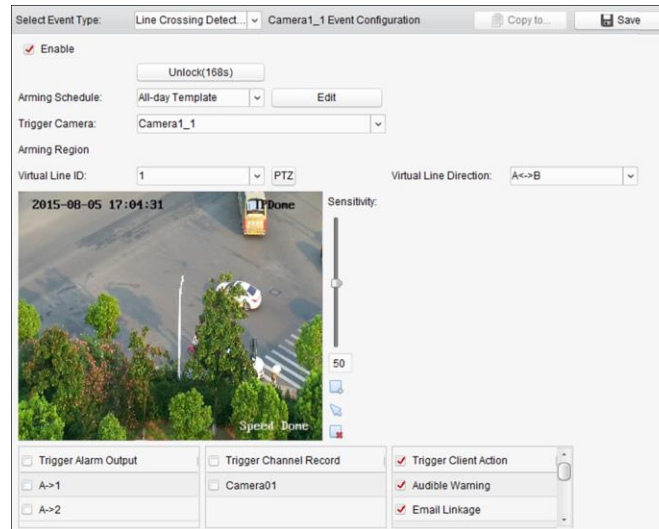 Select Event Type: Line Crossing Detect... Camera1_1 Event Configuration Copy to... Save
Enable
Unlock(168s)
Arming Schedule: All-day Template Edit
Trigger Camera: Camera1_1
Arming Region
Virtual Line ID: 1 PTZ Virtual Line Direction: A<->B
2015-08-05 17:04:31 IPDome Sensitivity:
50
Speed Dome
Trigger Alarm Output Trigger Channel Record Trigger Client Action
A->1 Camera01 Audible Warning
A->2 Email Linkage